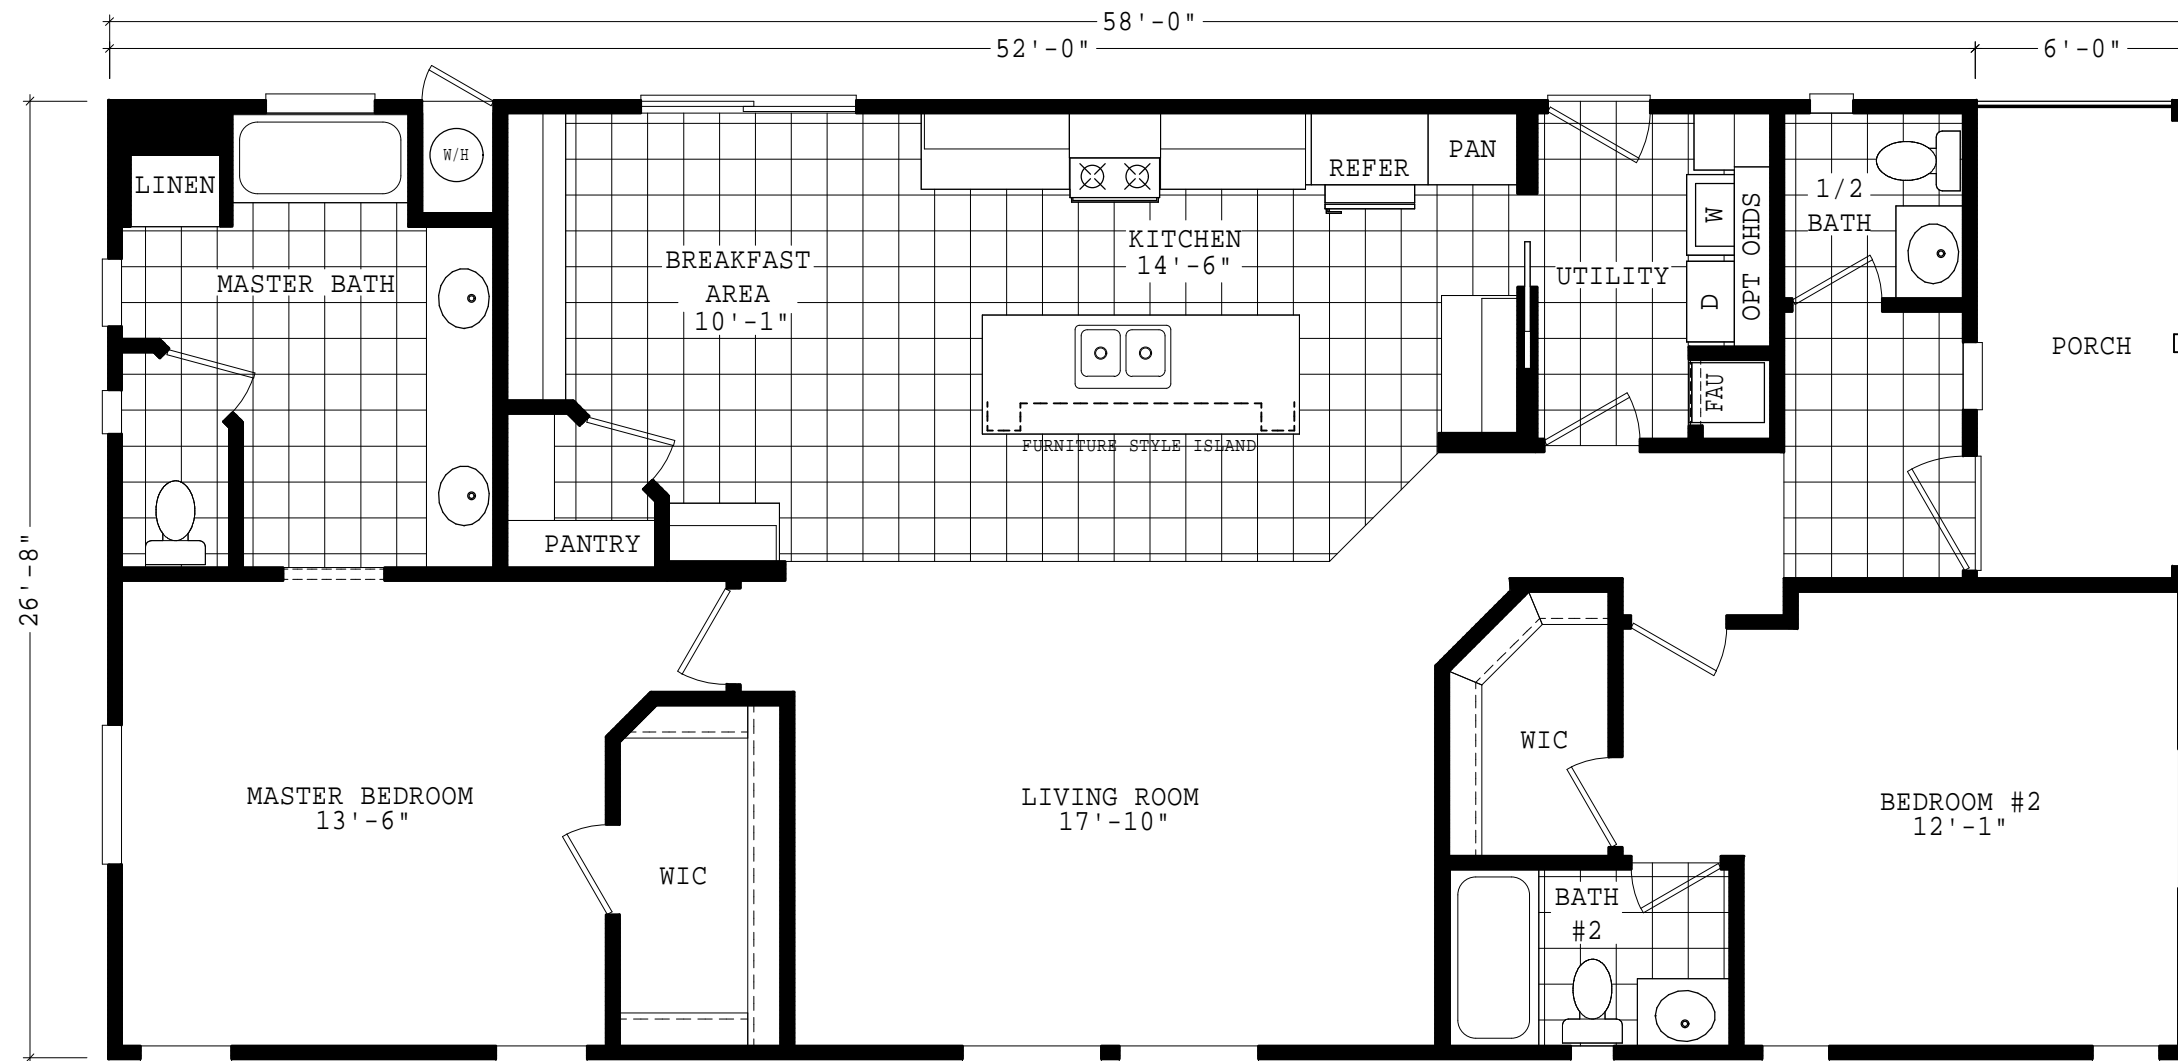 58'-0"
52'-0"
6'-0"
26'-8"
LINEN
W/H
MASTER BATH
BREAKFAST
AREA
10'-1"
KITCHEN
14'-6"
REFER
PAN
FURNITURE STYLE ISLAND
PANTRY
UTILITY
W
D
OPT OHDS
FAU
1/2
BATH
PORCH
MASTER BEDROOM
13'-6"
WIC
LIVING ROOM
17'-10"
WIC
BATH
#2
BEDROOM #2
12'-1"